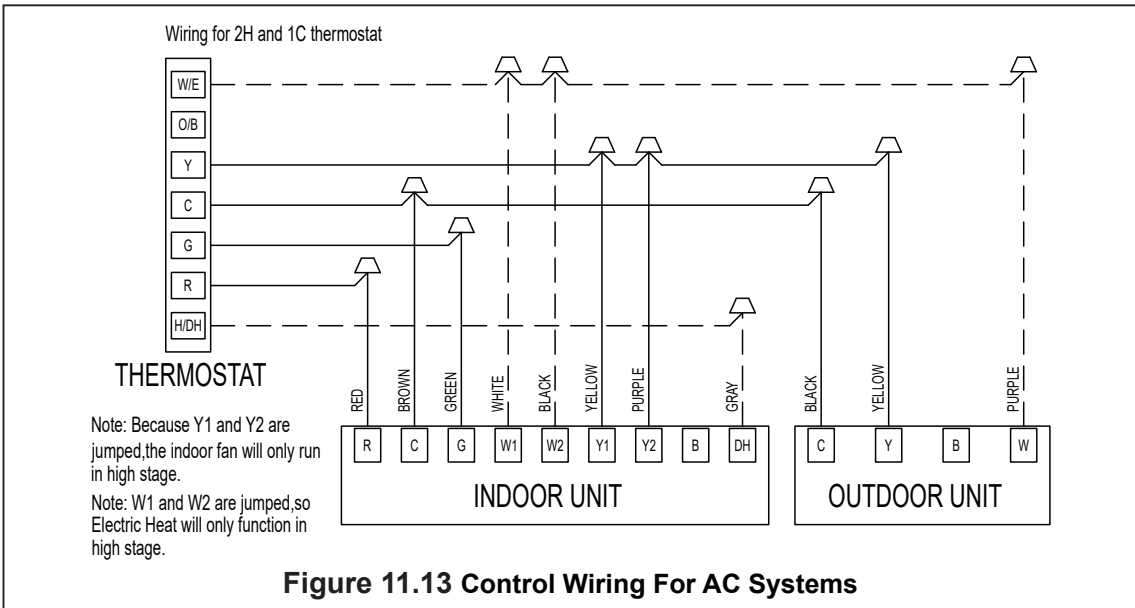 Wiring for 2H and 1C thermostat
W/E
O/B
Y
C
G
R
H/DH
THERMOSTAT
Note: Because Y1 and Y2 are
jumped,the indoor fan will only run
in high stage.
Note: W1 and W2 are jumped,so
Electric Heat will only function in
high stage.
RED BROWN GREEN WHITE BLACK YELLOW PURPLE GRAY BLACK YELLOW PURPLE
R C G W1 W2 Y1 Y2 B DH C Y B W
INDOOR UNIT OUTDOOR UNIT
Figure 11.13 Control Wiring For AC Systems